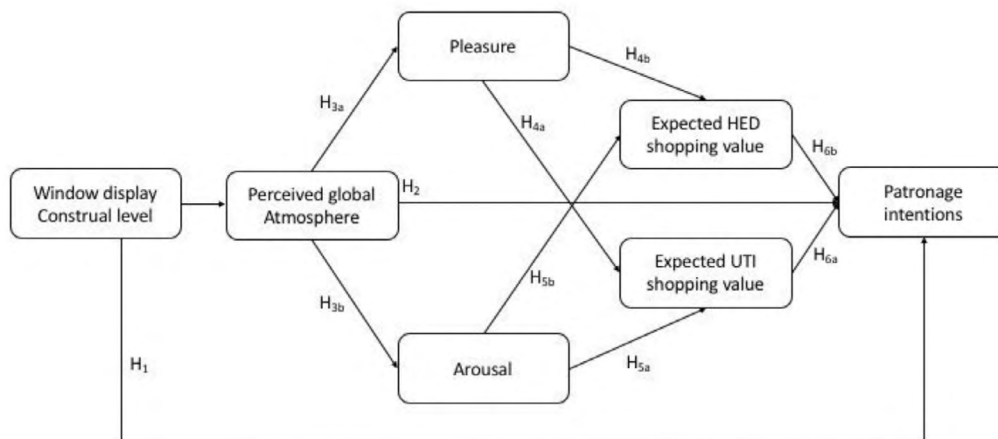 Pleasure
H4b
H3a
H4a
Expected HED
shopping value
H6b
Window display
Construal level
Perceived global
Atmosphere
H2
Patronage
intentions
Expected UTI
shopping value
H6a
H5b
H3b
H1
Arousal
H5a